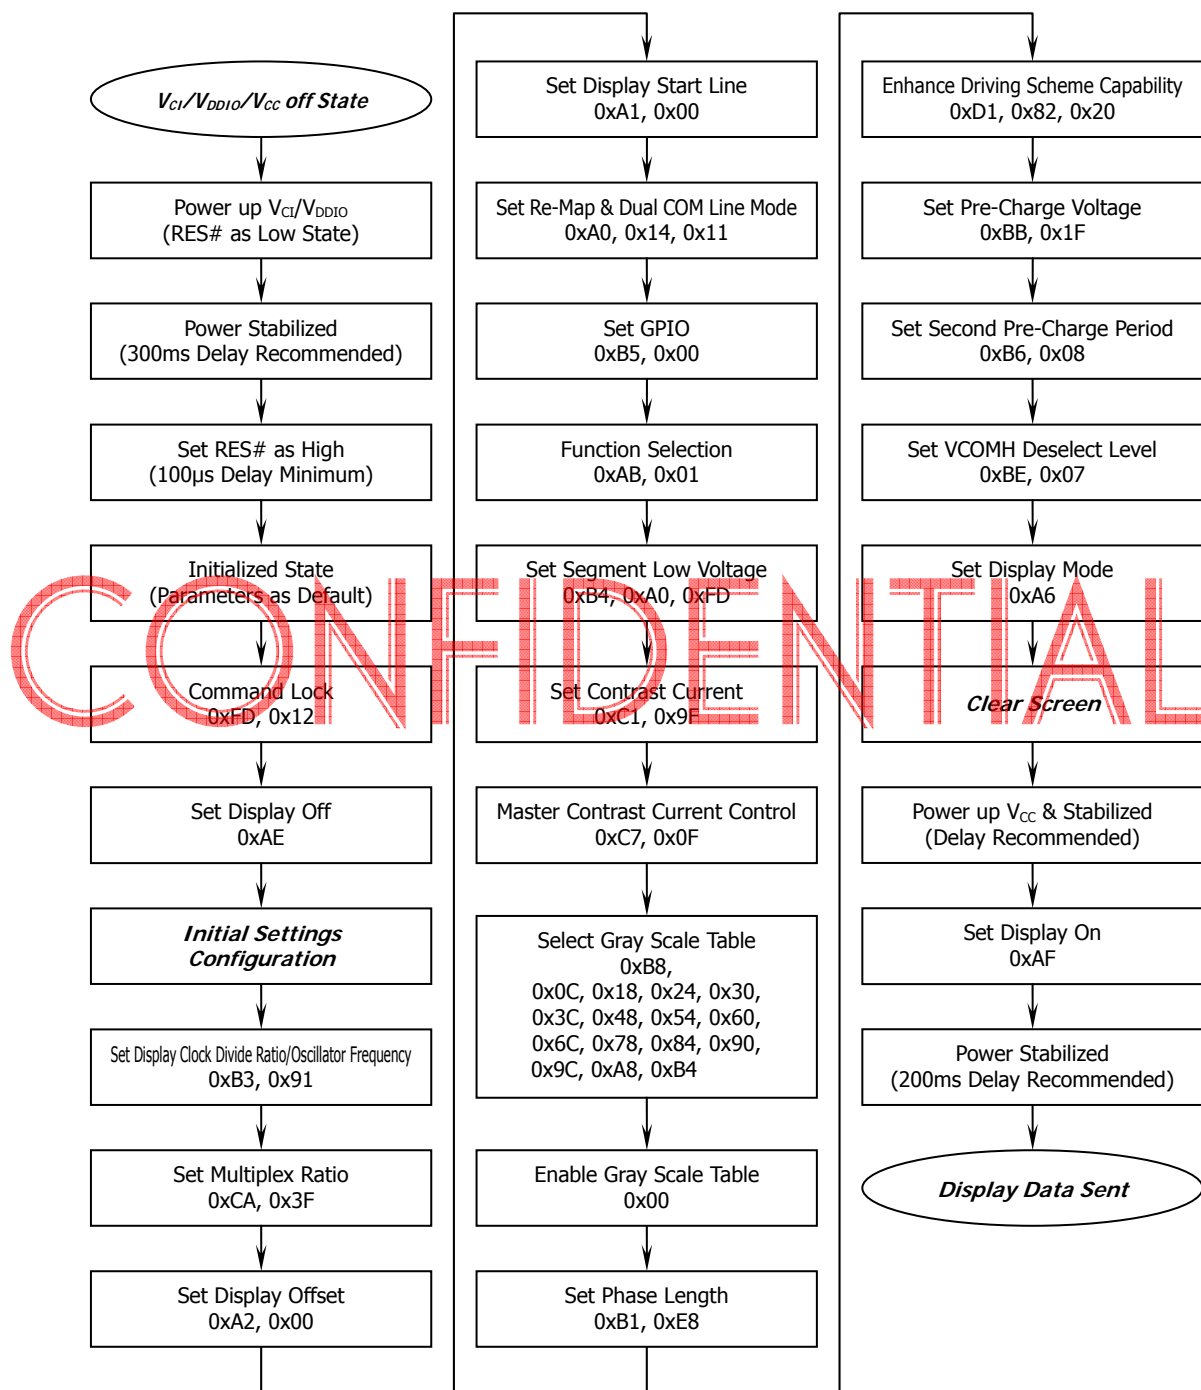 VCI/VDDIO/VCC off State
Power up VCI/VDDIO
(RES# as Low State)
Power Stabilized
(300ms Delay Recommended)
Set RES# as High
(100µs Delay Minimum)
Initialized State
(Parameters as Default)
Command Lock
0xFD, 0x12
Set Display Off
0xAE
Initial Settings
Configuration
Set Display Clock Divide Ratio/Oscillator Frequency
0xB3, 0x91
Set Multiplex Ratio
0xCA, 0x3F
Set Display Offset
0xA2, 0x00
Set Display Start Line
0xA1, 0x00
Set Re-Map & Dual COM Line Mode
0xA0, 0x14, 0x11
Set GPIO
0xB5, 0x00
Function Selection
0xAB, 0x01
Set Segment Low Voltage
0xB4, 0xA0, 0xFD
Set Contrast Current
0xC1, 0x9F
Master Contrast Current Control
0xC7, 0x0F
Select Gray Scale Table
0xB8,
0x0C, 0x18, 0x24, 0x30,
0x3C, 0x48, 0x54, 0x60,
0x6C, 0x78, 0x84, 0x90,
0x9C, 0xA8, 0xB4
Enable Gray Scale Table
0x00
Set Phase Length
0xB1, 0xE8
Enhance Driving Scheme Capability
0xD1, 0x82, 0x20
Set Pre-Charge Voltage
0xBB, 0x1F
Set Second Pre-Charge Period
0xB6, 0x08
Set VCOMH Deselect Level
0xBE, 0x07
Set Display Mode
0xA6
Clear Screen
Power up VCC & Stabilized
(Delay Recommended)
Set Display On
0xAF
Power Stabilized
(200ms Delay Recommended)
Display Data Sent
CONFIDENTIAL